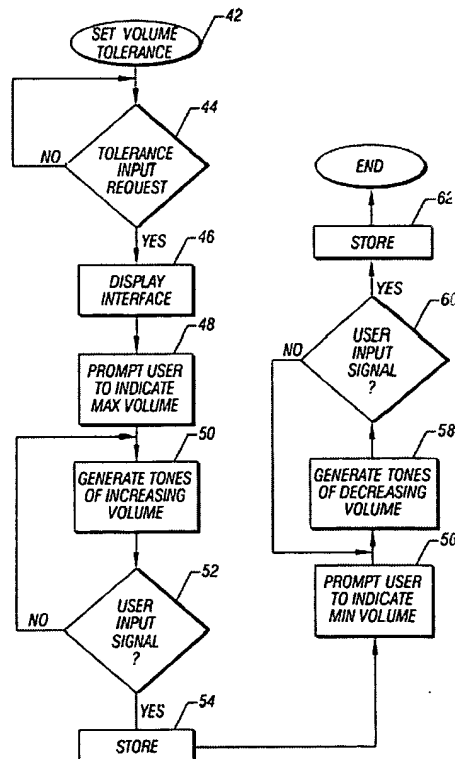 42
SET VOLUME
TOLERANCE
44
TOLERANCE
INPUT
REQUEST
NO
YES
46
DISPLAY
INTERFACE
48
PROMPT USER
TO INDICATE
MAX VOLUME
50
GENERATE TONES
OF INCREASING
VOLUME
52
USER
INPUT
SIGNAL
?
NO
YES
54
STORE
56
PROMPT USER
TO INDICATE
MIN VOLUME
58
GENERATE TONES
OF DECREASING
VOLUME
60
USER
INPUT
SIGNAL
?
NO
YES
62
STORE
END